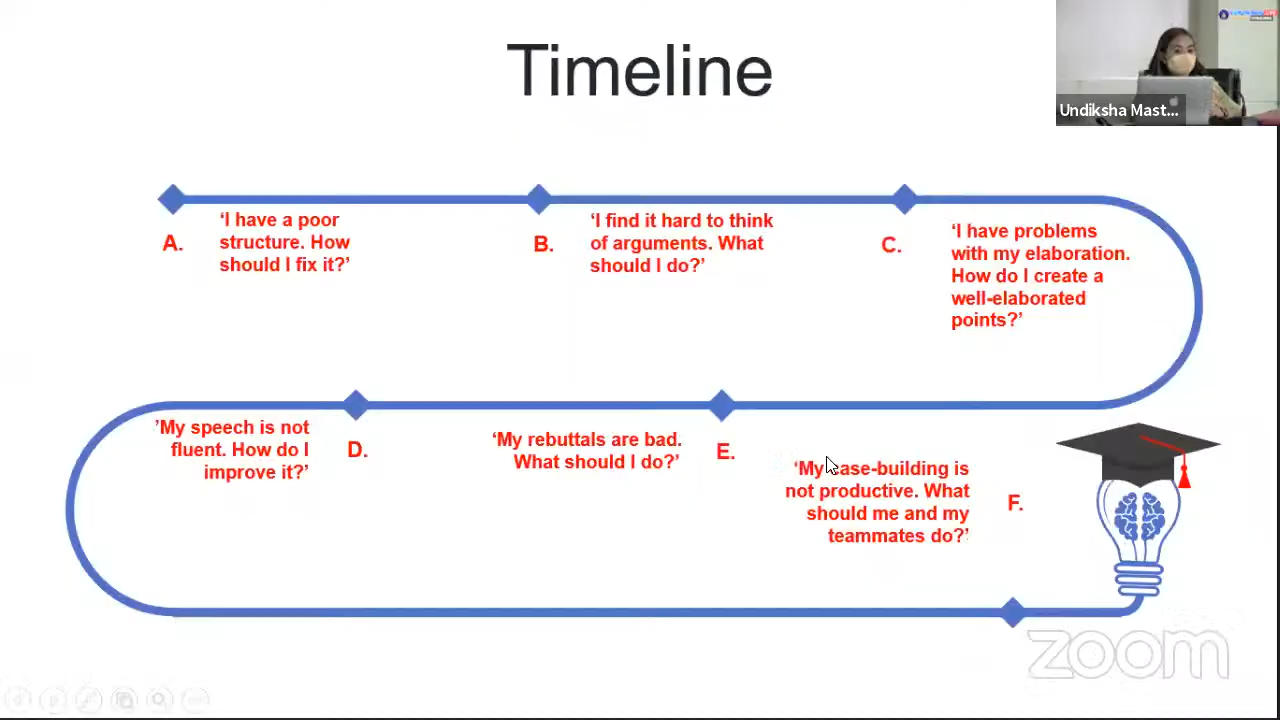 Timeline
Undiksha Mast...
A.
‘I have a poor
structure. How
should I fix it?’
B.
‘I find it hard to think
of arguments. What
should I do?’
C.
‘I have problems
with my elaboration.
How do I create a
well-elaborated
points?’
’My speech is not
fluent. How do I
improve it?’
D.
‘My rebuttals are bad.
What should I do?’
E.
‘My case-building is
not productive. What
should me and my
teammates do?’
F.
zoom